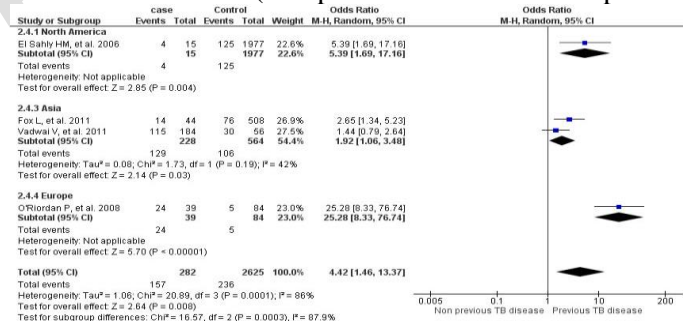 case Control Odds Ratio Odds Ratio
Study or Subgroup Events Total Events Total Weight M-H, Random, 95% CI M-H, Random, 95% CI
2.4.1 North America
El Sahly HM, et al. 2006 4 15 125 1977 22.6% 5.39 [1.69, 17.16]
Subtotal (95% CI) 15 1977 22.6% 5.39 [1.69, 17.16]
Total events 4 125
Heterogeneity: Not applicable
Test for overall effect: Z = 2.85 (P = 0.004)
2.4.3 Asia
Fox L, et al. 2011 14 44 76 508 26.9% 2.65 [1.34, 5.23]
Vadwai V, et al. 2011 115 184 30 56 27.5% 1.44 [0.79, 2.64]
Subtotal (95% CI) 228 564 54.4% 1.92 [1.06, 3.48]
Total events 129 106
Heterogeneity: Tau² = 0.08; Chi² = 1.73, df = 1 (P = 0.19); I² = 42%
Test for overall effect: Z = 2.14 (P = 0.03)
2.4.4 Europe
O'Riordan P, et al. 2008 24 39 5 84 23.0% 25.28 [8.33, 76.74]
Subtotal (95% CI) 39 84 23.0% 25.28 [8.33, 76.74]
Total events 24 5
Heterogeneity: Not applicable
Test for overall effect: Z = 5.70 (P < 0.00001)
Total (95% CI) 282 2625 100.0% 4.42 [1.46, 13.37]
Total events 157 236
Heterogeneity: Tau² = 1.06; Chi² = 20.89, df = 3 (P = 0.0001); I² = 86%
Test for overall effect: Z = 2.64 (P = 0.008)
Test for subgroup differences: Chi² = 16.57, df = 2 (P = 0.0003), I² = 87.9%
0.005 0.1 1 10 200
Non previous TB disease Previous TB disease